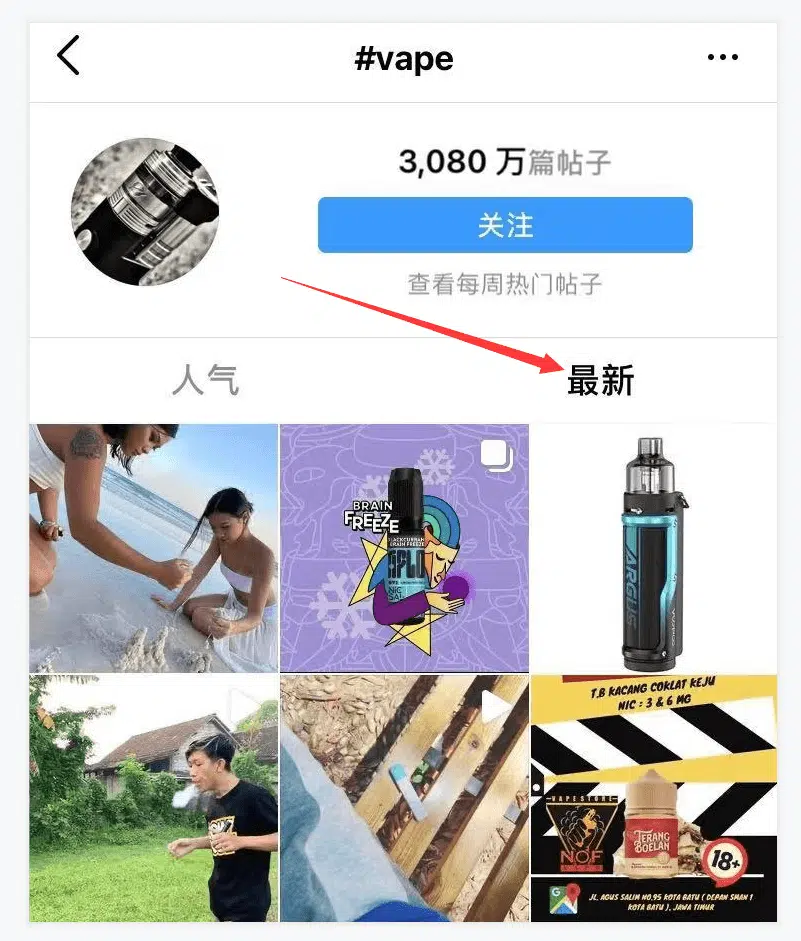 #vape
3,080 万篇帖子
关注
查看每周热门帖子
人气
最新
BRAIN
FREEZE
BLACKCURRANT
BRAIN FREEZE
NIC
SALT
ARGUS
T.B KACANG COKLAT KEJU
NIC : 3 & 6 MG
VAPESTORE
N.O.F
TERANG
BOELAN
18+
JL. AGUS SALIM NO.95 KOTA BATU ( DEPAN SMAN 1
KOTA BATU ), JAWA TIMUR